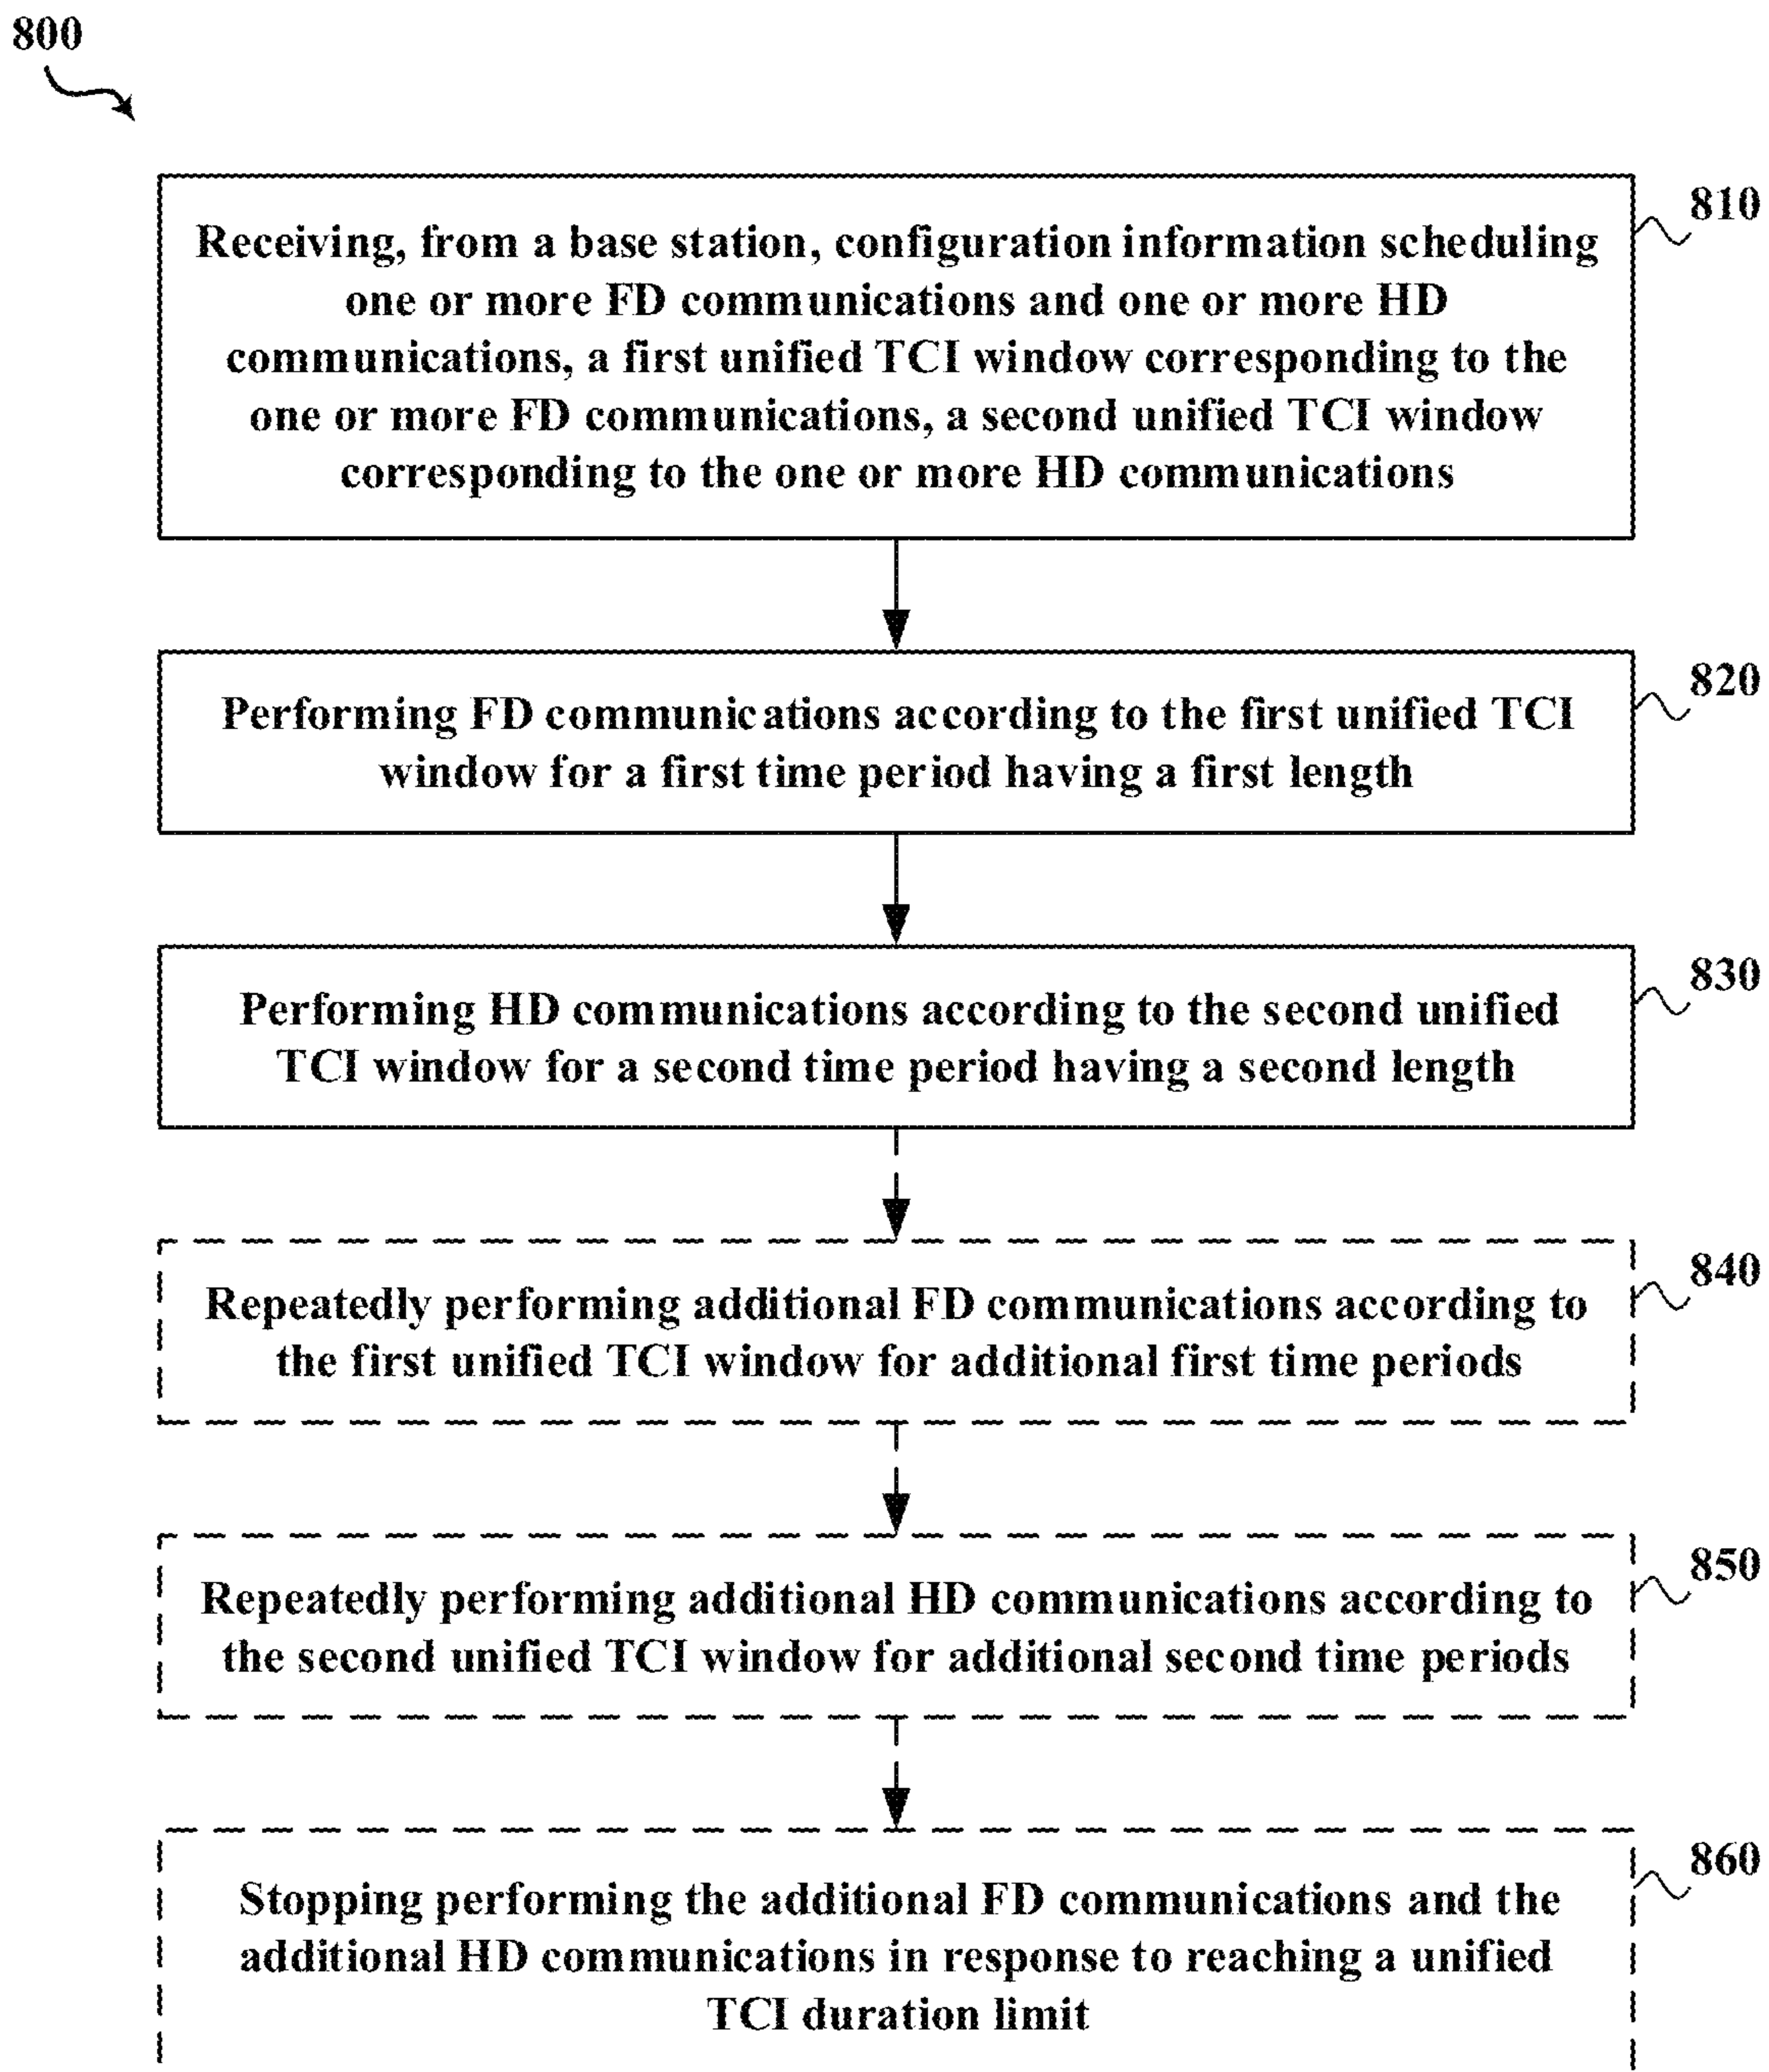 800
810
Receiving, from a base station, configuration information scheduling
one or more FD communications and one or more HD
communications, a first unified TCI window corresponding to the
one or more FD communications, a second unified TCI window
corresponding to the one or more HD communications
820
Performing FD communications according to the first unified TCI
window for a first time period having a first length
830
Performing HD communications according to the second unified
TCI window for a second time period having a second length
840
Repeatedly performing additional FD communications according to
the first unified TCI window for additional first time periods
850
Repeatedly performing additional HD communications according to
the second unified TCI window for additional second time periods
860
Stopping performing the additional FD communications and the
additional HD communications in response to reaching a unified
TCI duration limit